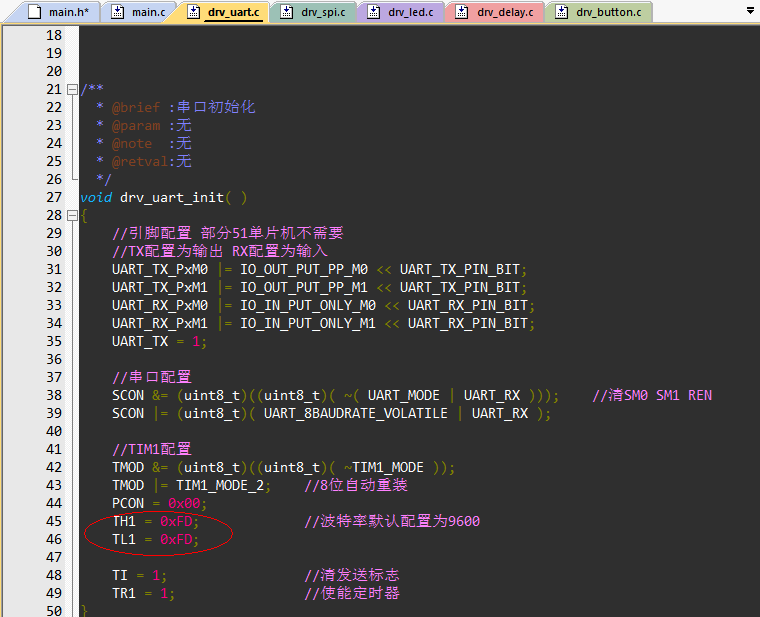 main.h* main.c drv_uart.c drv_spi.c drv_led.c drv_delay.c drv_button.c
18
19
20
21 /**
22 * @brief :串口初始化
23 * @param :无
24 * @note :无
25 * @retval:无
26 */
27 void drv_uart_init( )
28 {
29 //引脚配置 部分51单片机不需要
30 //TX配置为输出 RX配置为输入
31 UART_TX_PxM0 |= IO_OUT_PUT_PP_M0 << UART_TX_PIN_BIT;
32 UART_TX_PxM1 |= IO_OUT_PUT_PP_M1 << UART_TX_PIN_BIT;
33 UART_RX_PxM0 |= IO_IN_PUT_ONLY_M0 << UART_RX_PIN_BIT;
34 UART_RX_PxM1 |= IO_IN_PUT_ONLY_M1 << UART_RX_PIN_BIT;
35 UART_TX = 1;
36
37 //串口配置
38 SCON &= (uint8_t)((uint8_t)( ~( UART_MODE | UART_RX ))); //清SM0 SM1 REN
39 SCON |= (uint8_t)( UART_8BAUDRATE_VOLATILE | UART_RX );
40
41 //TIM1配置
42 TMOD &= (uint8_t)((uint8_t)( ~TIM1_MODE ));
43 TMOD |= TIM1_MODE_2; //8位自动重装
44 PCON = 0x00;
45 TH1 = 0xFD; //波特率默认配置为9600
46 TL1 = 0xFD;
47
48 TI = 1; //清发送标志
49 TR1 = 1; //使能定时器
50 }